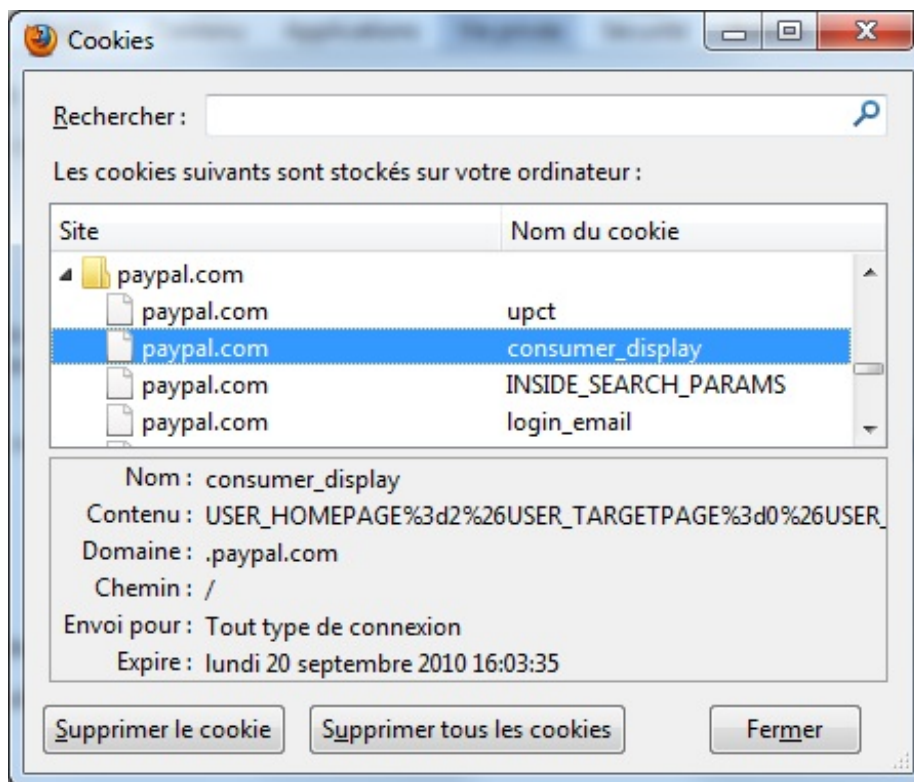 Cookies
Rechercher :
Les cookies suivants sont stockés sur votre ordinateur :
Site Nom du cookie
paypal.com
paypal.com upct
paypal.com consumer_display
paypal.com INSIDE_SEARCH_PARAMS
paypal.com login_email
Nom : consumer_display
Contenu : USER_HOMEPAGE%3d2%26USER_TARGETPAGE%3d0%26USER_
Domaine : .paypal.com
Chemin : /
Envoi pour : Tout type de connexion
Expire : lundi 20 septembre 2010 16:03:35
Supprimer le cookie Supprimer tous les cookies Fermer